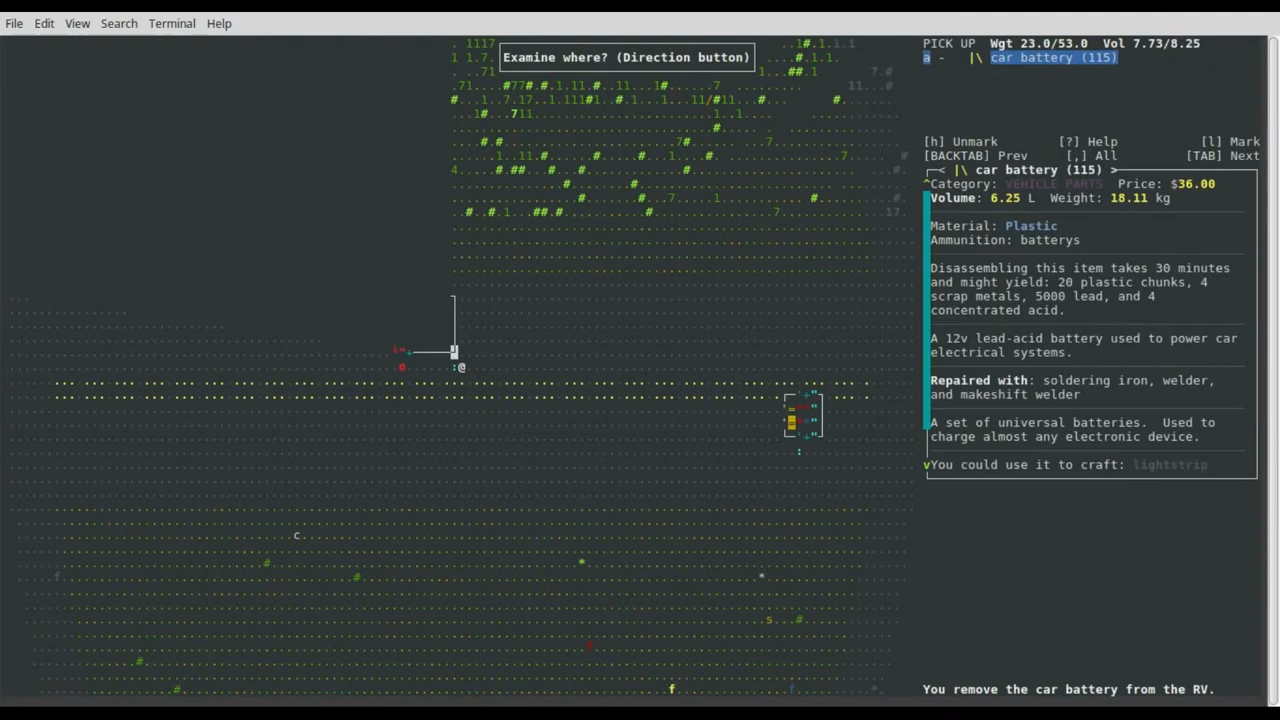 File Edit View Search Terminal Help
Examine where? (Direction button)
PICK UP Wgt 23.0/53.0 Vol 7.73/8.25
a - |\ car battery (115)
[h] Unmark [?] Help [l] Mark
[BACKTAB] Prev [,] All [TAB] Next
< |\ car battery (115) >
^Category: VEHICLE PARTS Price: $36.00
Volume: 6.25 L Weight: 18.11 kg
Material: Plastic
Ammunition: batterys
Disassembling this item takes 30 minutes
and might yield: 20 plastic chunks, 4
scrap metals, 5000 lead, and 4
concentrated acid.
A 12v lead-acid battery used to power car
electrical systems.
Repaired with: soldering iron, welder,
and makeshift welder
A set of universal batteries. Used to
charge almost any electronic device.
vYou could use it to craft: lightstrip
You remove the car battery from the RV.